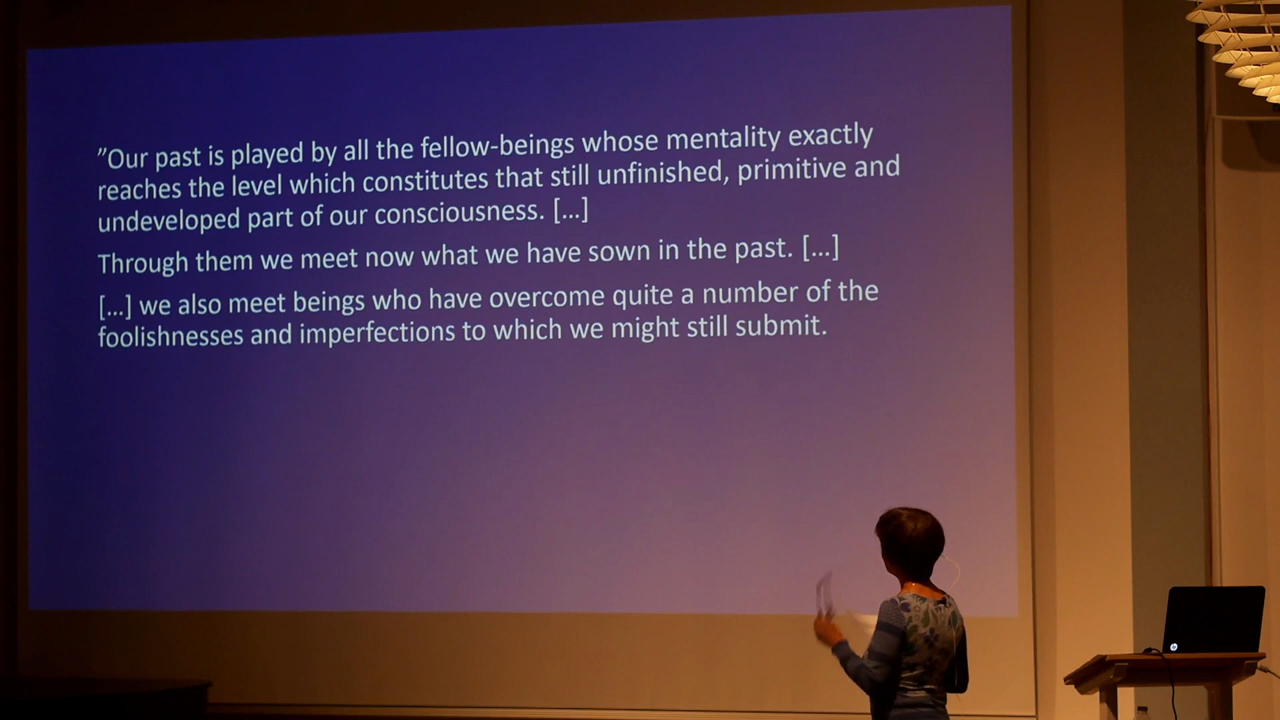 ”Our past is played by all the fellow-beings whose mentality exactly
reaches the level which constitutes that still unfinished, primitive and
undeveloped part of our consciousness. [...]
Through them we meet now what we have sown in the past. [...]
[...] we also meet beings who have overcome quite a number of the
foolishnesses and imperfections to which we might still submit.
hp